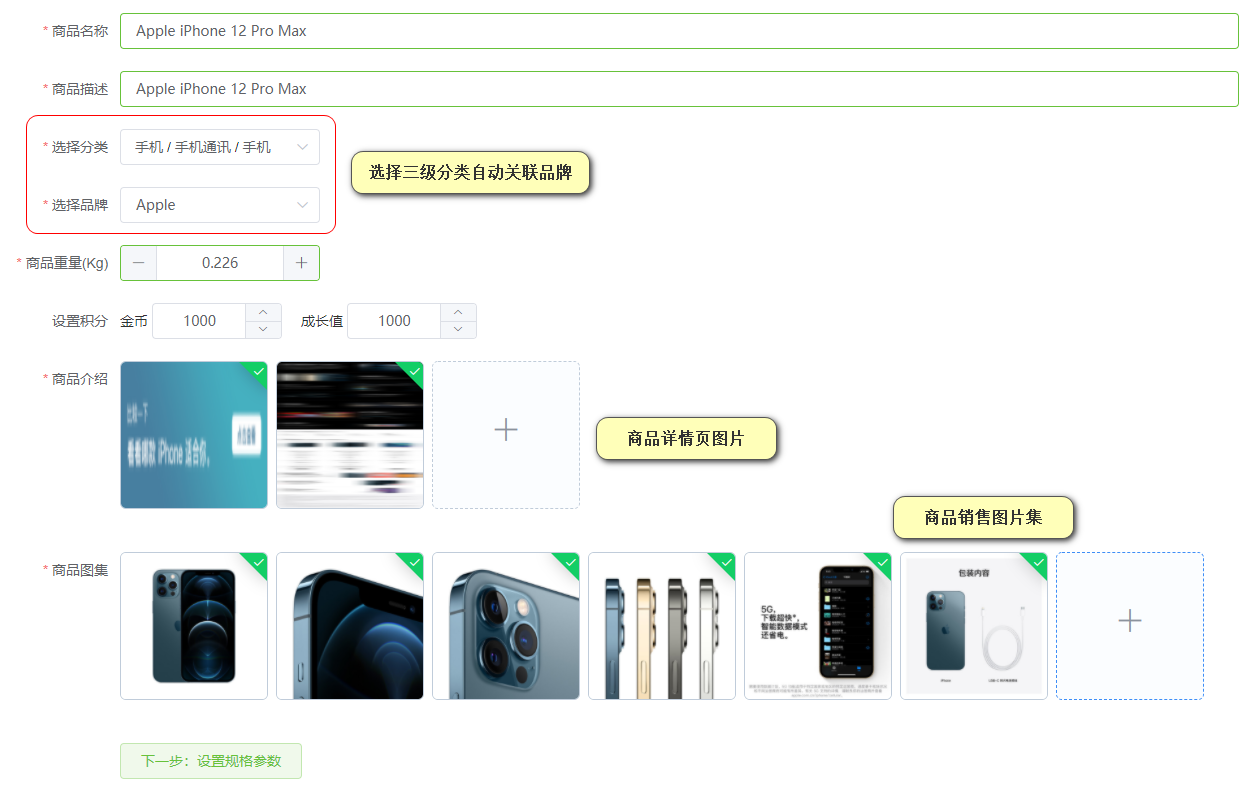 * 商品名称 Apple iPhone 12 Pro Max
* 商品描述 Apple iPhone 12 Pro Max
* 选择分类 手机 / 手机通讯 / 手机
选择三级分类自动关联品牌
* 选择品牌 Apple
* 商品重量(Kg) 0.226
设置积分 金币 1000 成长值 1000
* 商品介绍
比较一下
看看哪款 iPhone 适合你。
商品详情页图片
商品销售图片集
* 商品图集
5G,
下载超快*,
智能数据模式
还省电。
包装内容
iPhone
下一步：设置规格参数